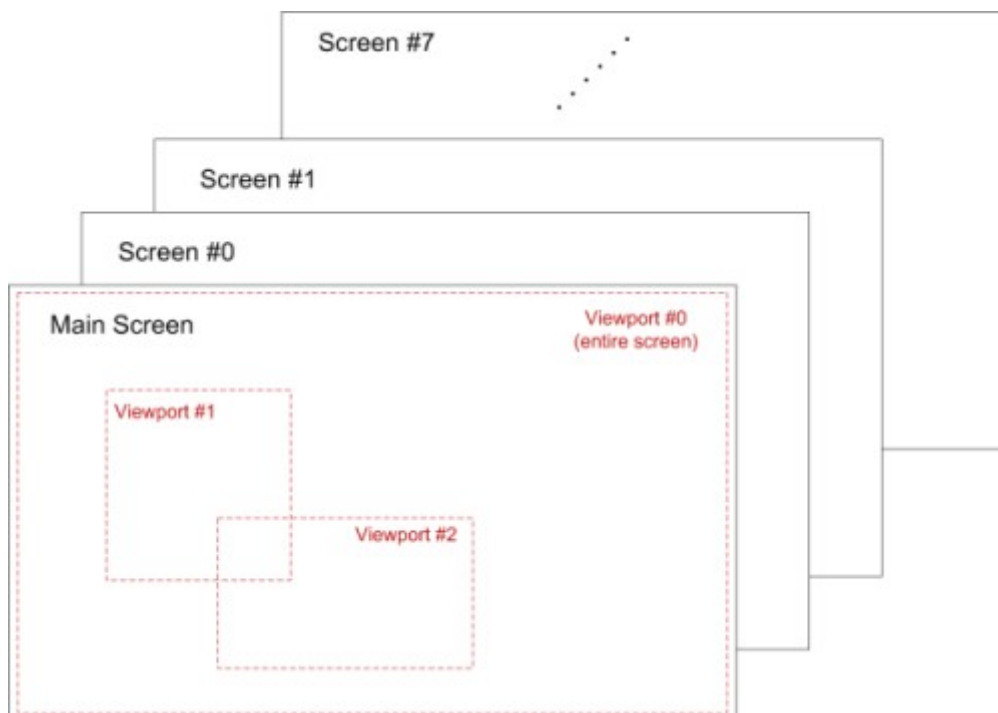 Screen #7
Screen #1
Screen #0
Main Screen
Viewport #0
(entire screen)
Viewport #1
Viewport #2